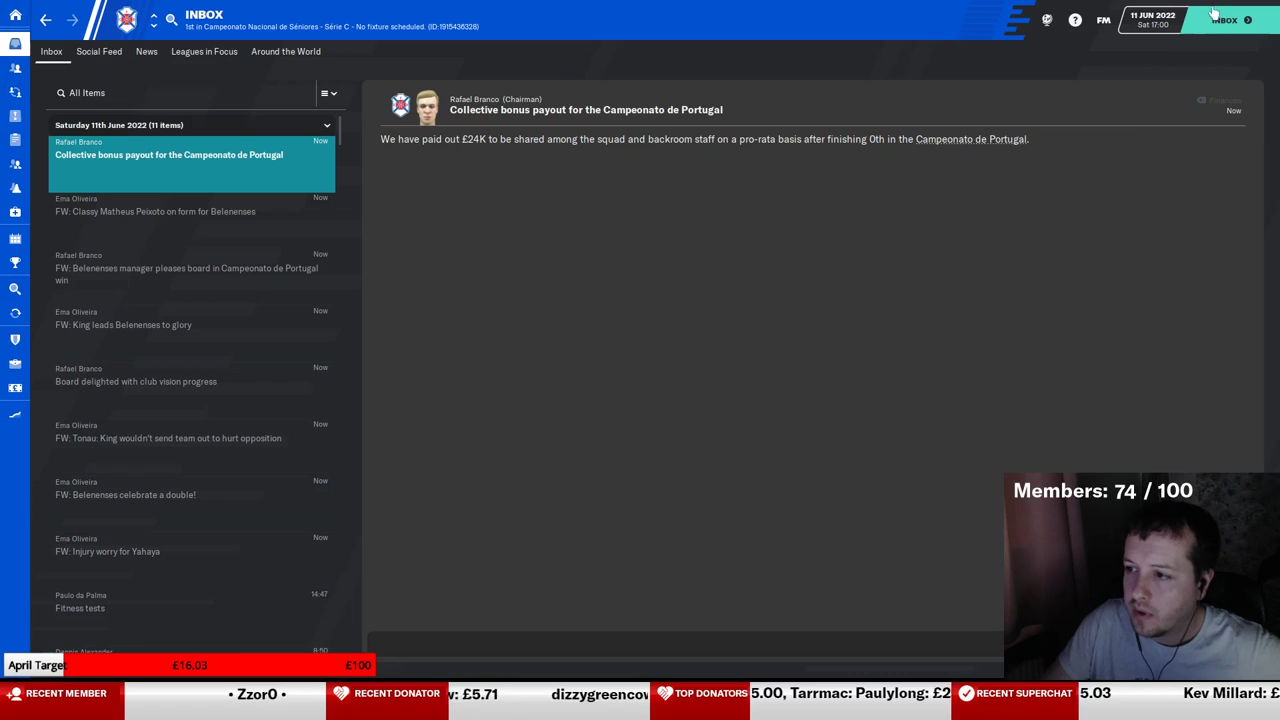 INBOX
1st in Campeonato Nacional de Séniores - Série C - No fixture scheduled. (ID:1915436328)
FM
11 JUN 2022
Sat 17:00
INBOX
Inbox
Social Feed
News
Leagues in Focus
Around the World
All Items
Saturday 11th June 2022 (11 items)
Rafael Branco
Now
Collective bonus payout for the Campeonato de Portugal
Ema Oliveira
Now
FW: Classy Matheus Peixoto on form for Belenenses
Rafael Branco
Now
FW: Belenenses manager pleases board in Campeonato de Portugal
win
Ema Oliveira
Now
FW: King leads Belenenses to glory
Rafael Branco
Now
Board delighted with club vision progress
Ema Oliveira
Now
FW: Tonau: King wouldn't send team out to hurt opposition
Ema Oliveira
Now
FW: Belenenses celebrate a double!
Ema Oliveira
Now
FW: Injury worry for Yahaya
Paulo da Palma
14:47
Fitness tests
Dennis Alexander
8:50
Rafael Branco (Chairman)
Collective bonus payout for the Campeonato de Portugal
Finances
Now
We have paid out £24K to be shared among the squad and backroom staff on a pro-rata basis after finishing 0th in the Campeonato de Portugal.
Members: 74 / 100
April Target
£16.03
£100
RECENT MEMBER
• Zzor0 •
RECENT DONATOR
w: £5.71
dizzygreencow
TOP DONATORS
5.00, Tarrmac: Paulylong: £2
RECENT SUPERCHAT
5.03
Kev Millard: £